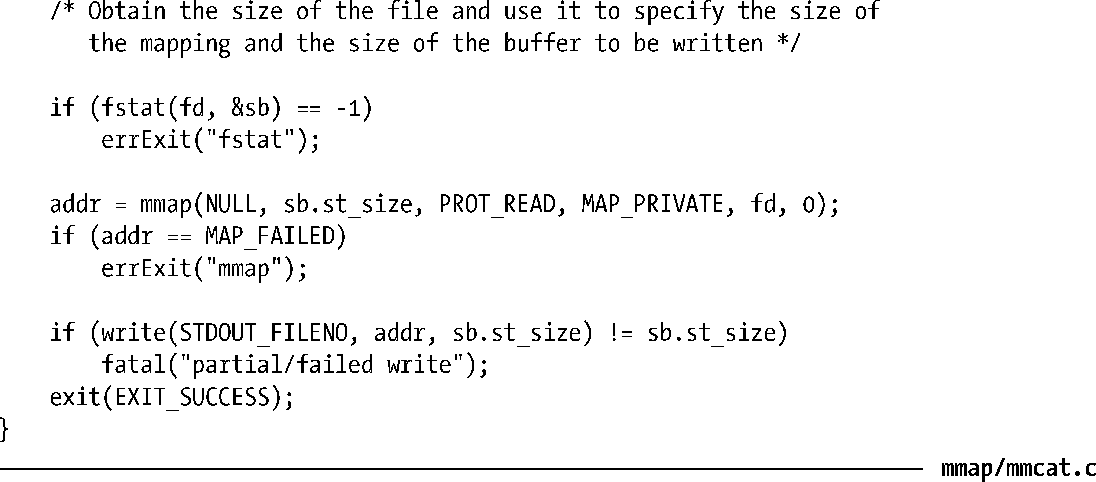 /* Obtain the size of the file and use it to specify the size of
the mapping and the size of the buffer to be written */
if (fstat(fd, &sb) == -1)
errExit("fstat");
addr = mmap(NULL, sb.st_size, PROT_READ, MAP_PRIVATE, fd, 0);
if (addr == MAP_FAILED)
errExit("mmap");
if (write(STDOUT_FILENO, addr, sb.st_size) != sb.st_size)
fatal("partial/failed write");
exit(EXIT_SUCCESS);
}
mmap/mmcat.c